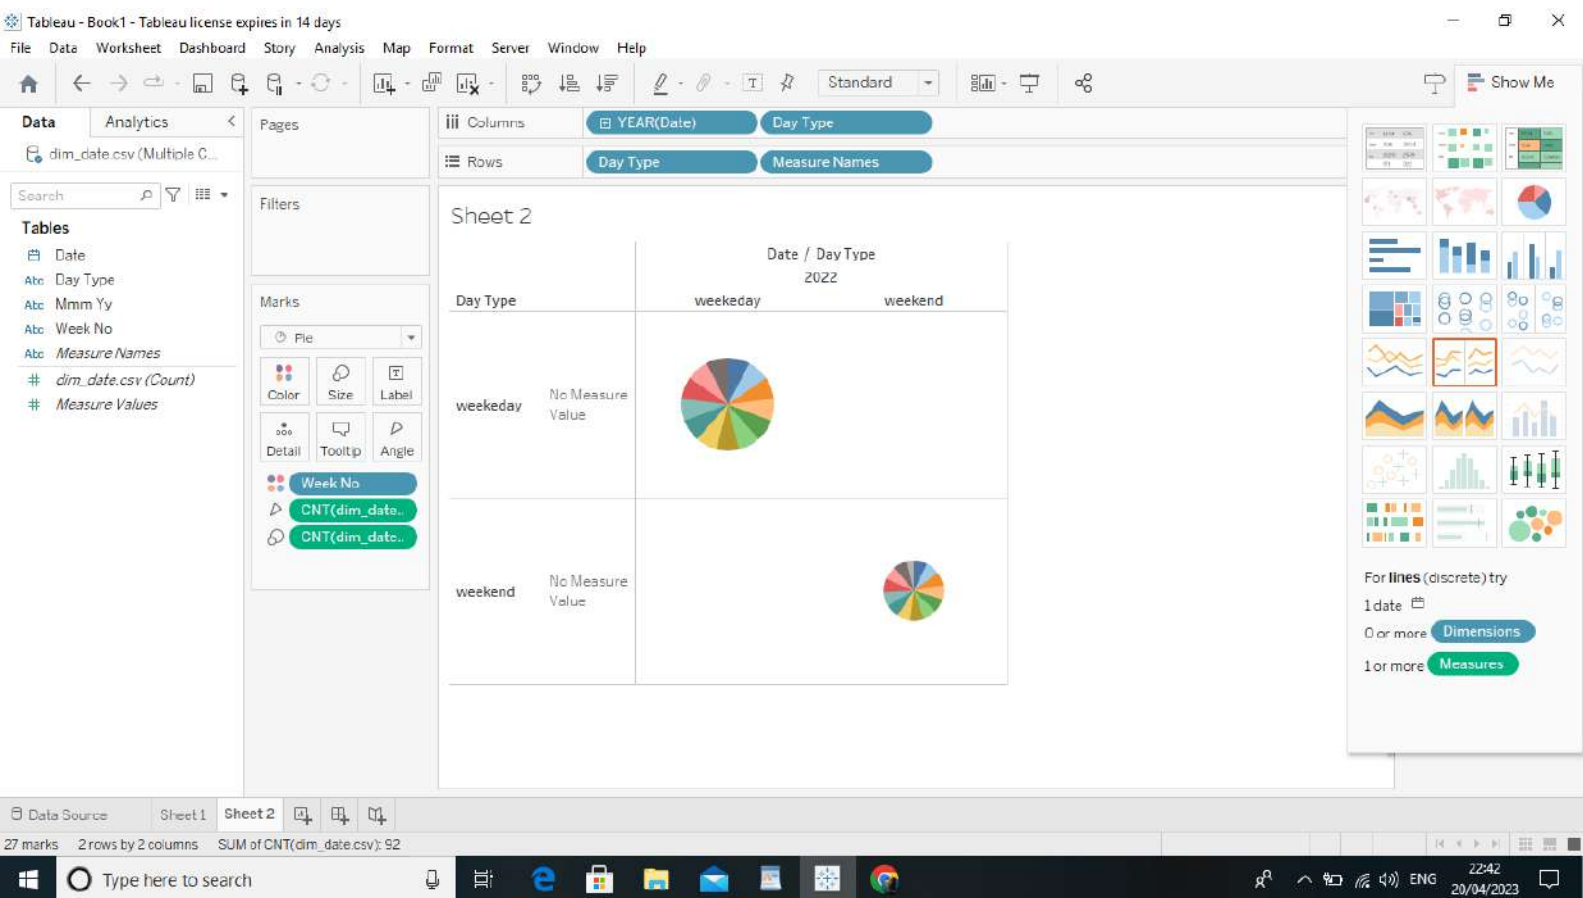 Tableau - Book1 - Tableau license expires in 14 days
File Data Worksheet Dashboard Story Analysis Map Format Server Window Help
Standard
Show Me
Data Analytics
dim_date.csv (Multiple C...
Search
Tables
Date
Abc Day Type
Abc Mmm Yy
Abc Week No
Abc Measure Names
# dim_date.csv (Count)
# Measure Values
Pages
Filters
Marks
Pie
Color Size Label
Detail Tooltip Angle
Week No
CNT(dim_date..
CNT(dim_date..
Columns YEAR(Date) Day Type
Rows Day Type Measure Names
Sheet 2
Date / Day Type
2022
Day Type weekeday weekend
weekeday No Measure
Value
weekend No Measure
Value
For lines (discrete) try
1 date
0 or more Dimensions
1 or more Measures
Data Source Sheet 1 Sheet 2
27 marks 2 rows by 2 columns SUM of CNT(dim_date.csv): 92
Type here to search
ENG
22:42
20/04/2023